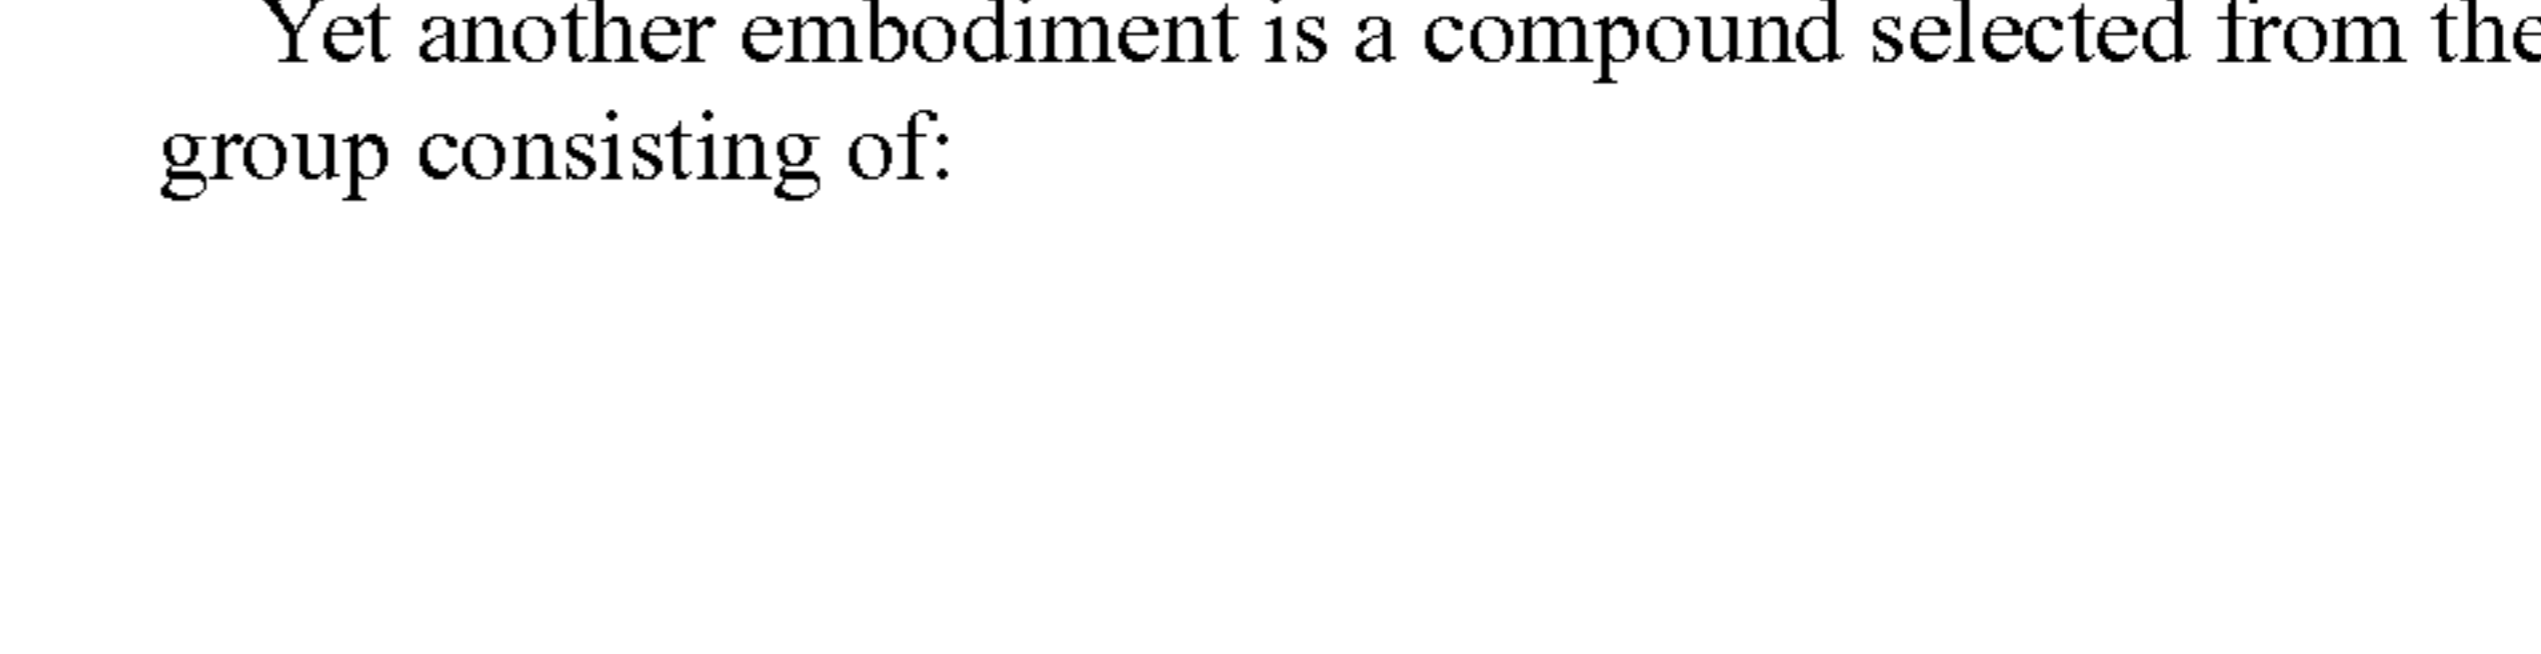 Yet another embodiment is a compound selected from the
group consisting of: